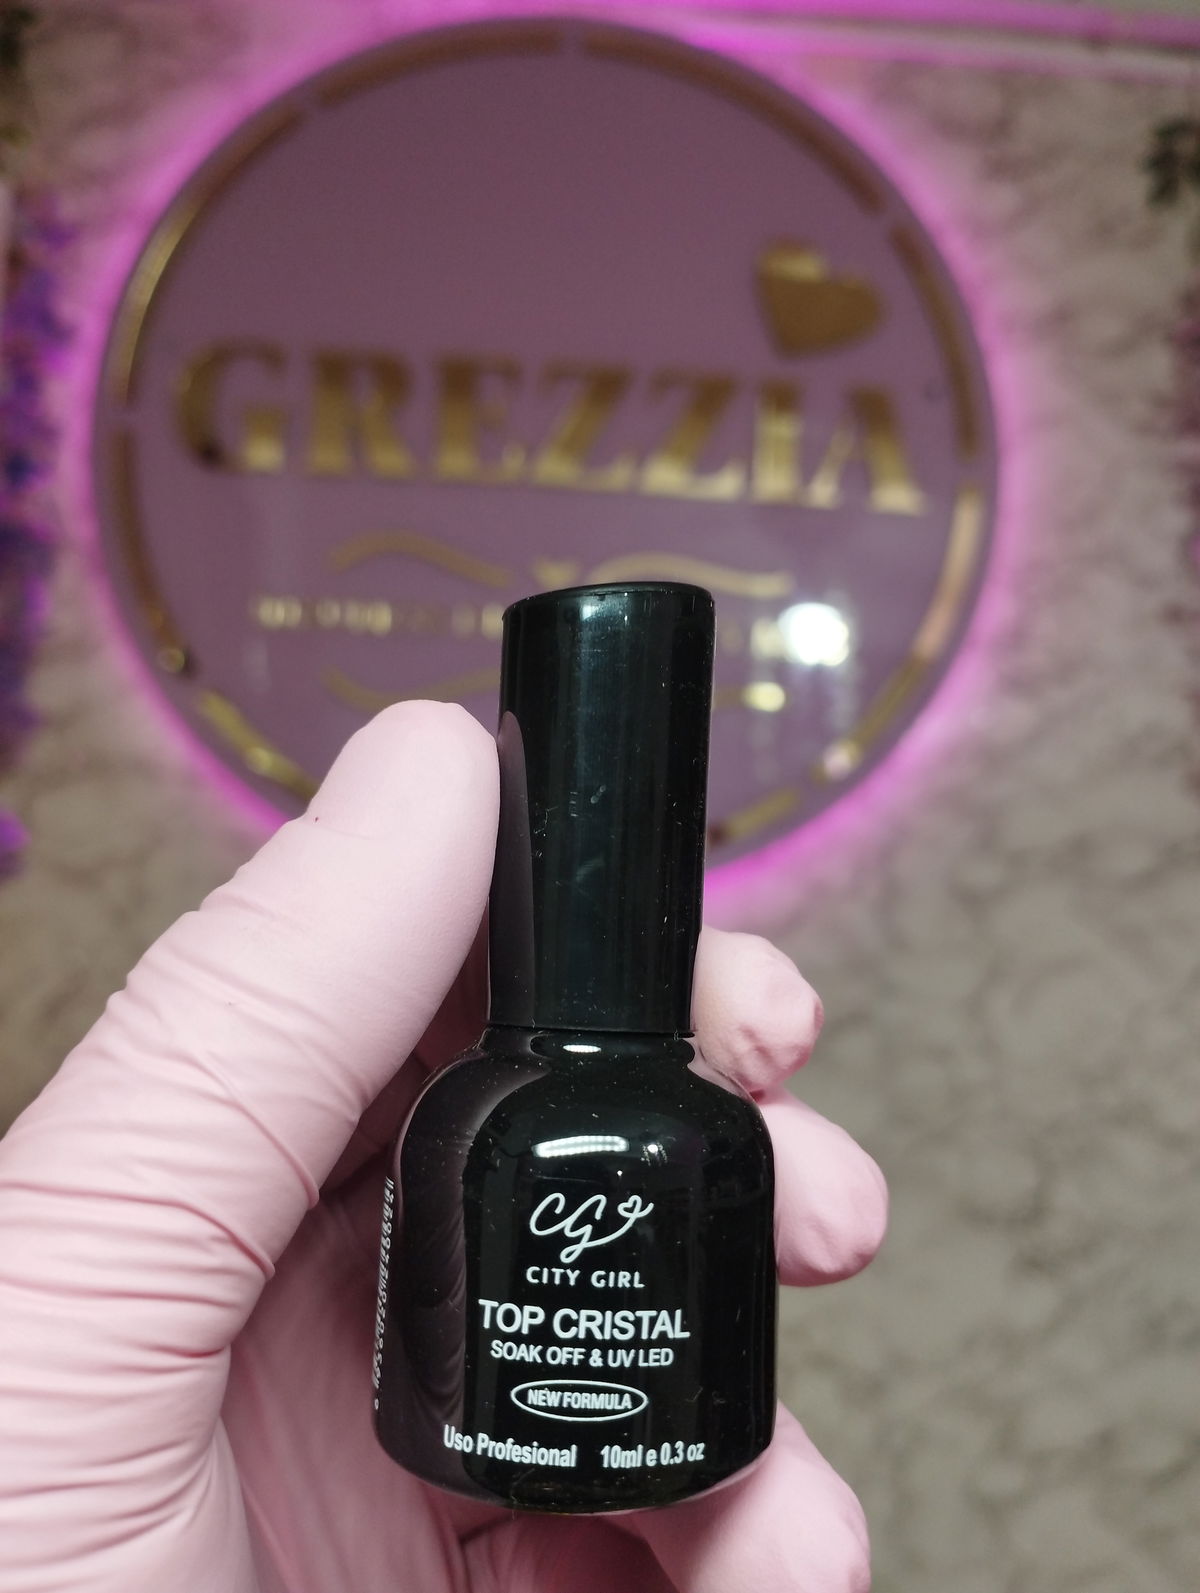 GREZZIA
CG
CITY GIRL
TOP CRISTAL
SOAK OFF & UV LED
NEW FORMULA
Uso Profesional 10ml e 0.3 oz